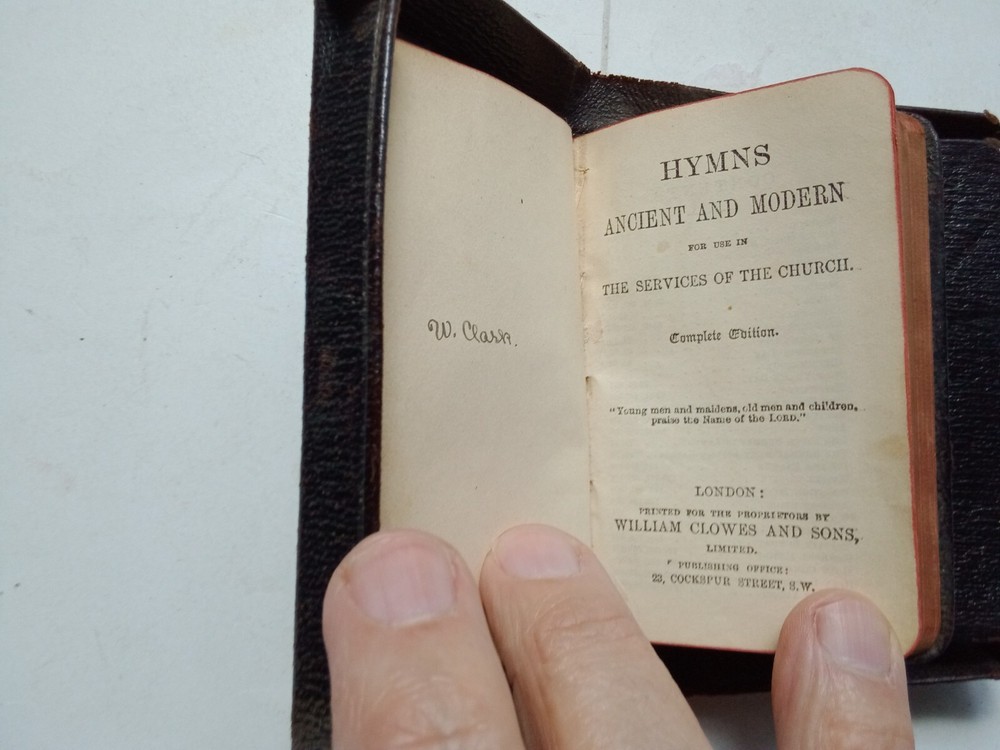 W. Clark.
HYMNS
ANCIENT AND MODERN
FOR USE IN
THE SERVICES OF THE CHURCH.
Complete Edition.
"Young men and maidens, old men and children,
praise the Name of the LORD."
LONDON:
PRINTED FOR THE PROPRIETORS BY
WILLIAM CLOWES AND SONS,
LIMITED.
PUBLISHING OFFICE:
23, COCKSPUR STREET, S.W.